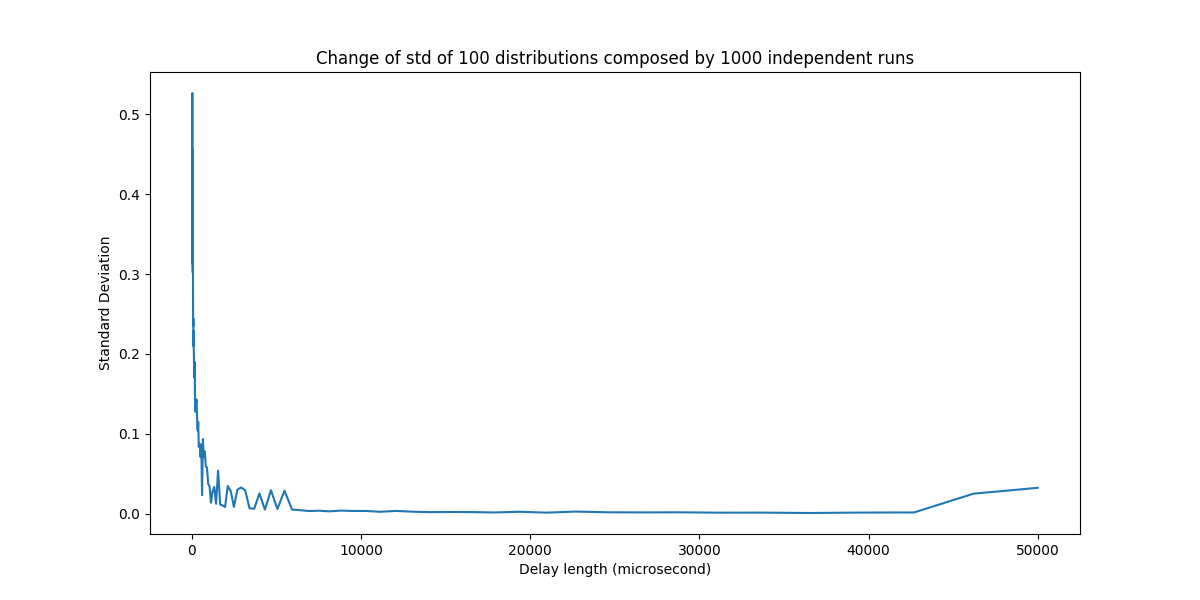 Change of std of 100 distributions composed by 1000 independent runs
0.5
0.4
0.3
0.2
0.1
0.0
Standard Deviation
0 10000 20000 30000 40000 50000
Delay length (microsecond)